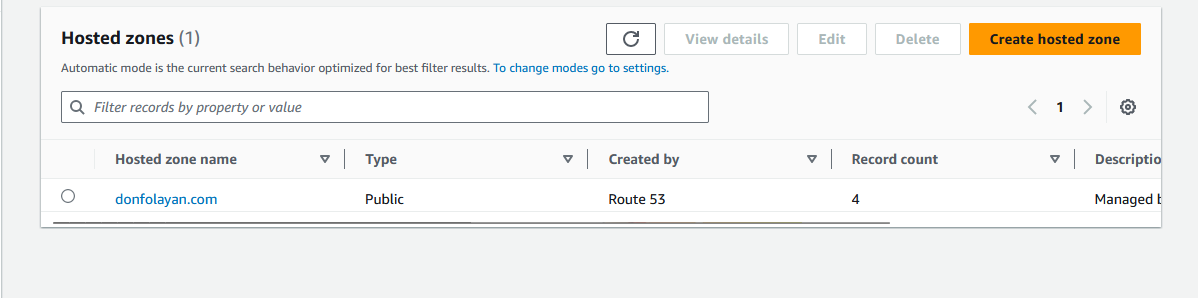 Hosted zones (1)
View details
Edit
Delete
Create hosted zone
Automatic mode is the current search behavior optimized for best filter results. To change modes go to settings.
Filter records by property or value
1
Hosted zone name Type Created by Record count Descriptio
donfolayan.com Public Route 53 4 Managed